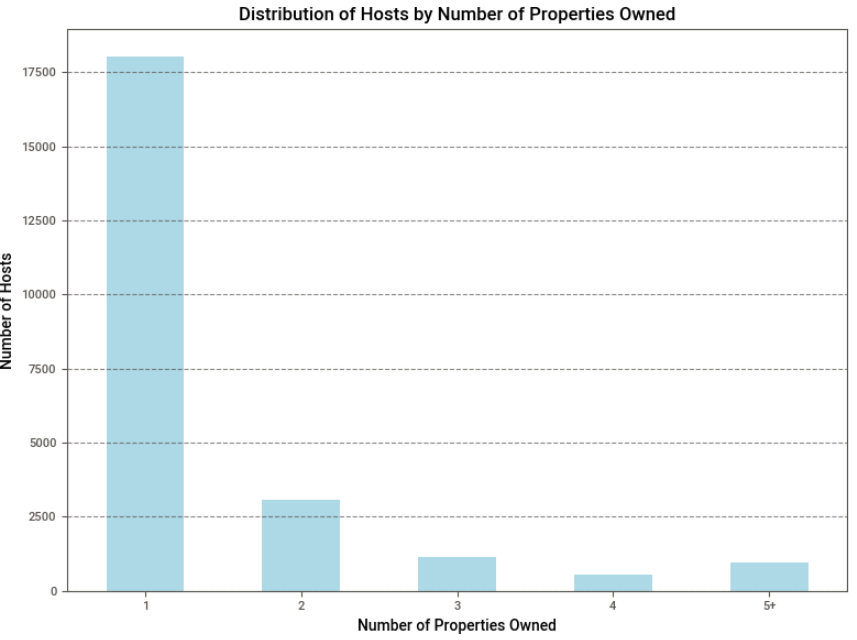 Distribution of Hosts by Number of Properties Owned
17500
15000
12500
10000
7500
5000
2500
0
Number of Hosts
1 2 3 4 5+
Number of Properties Owned